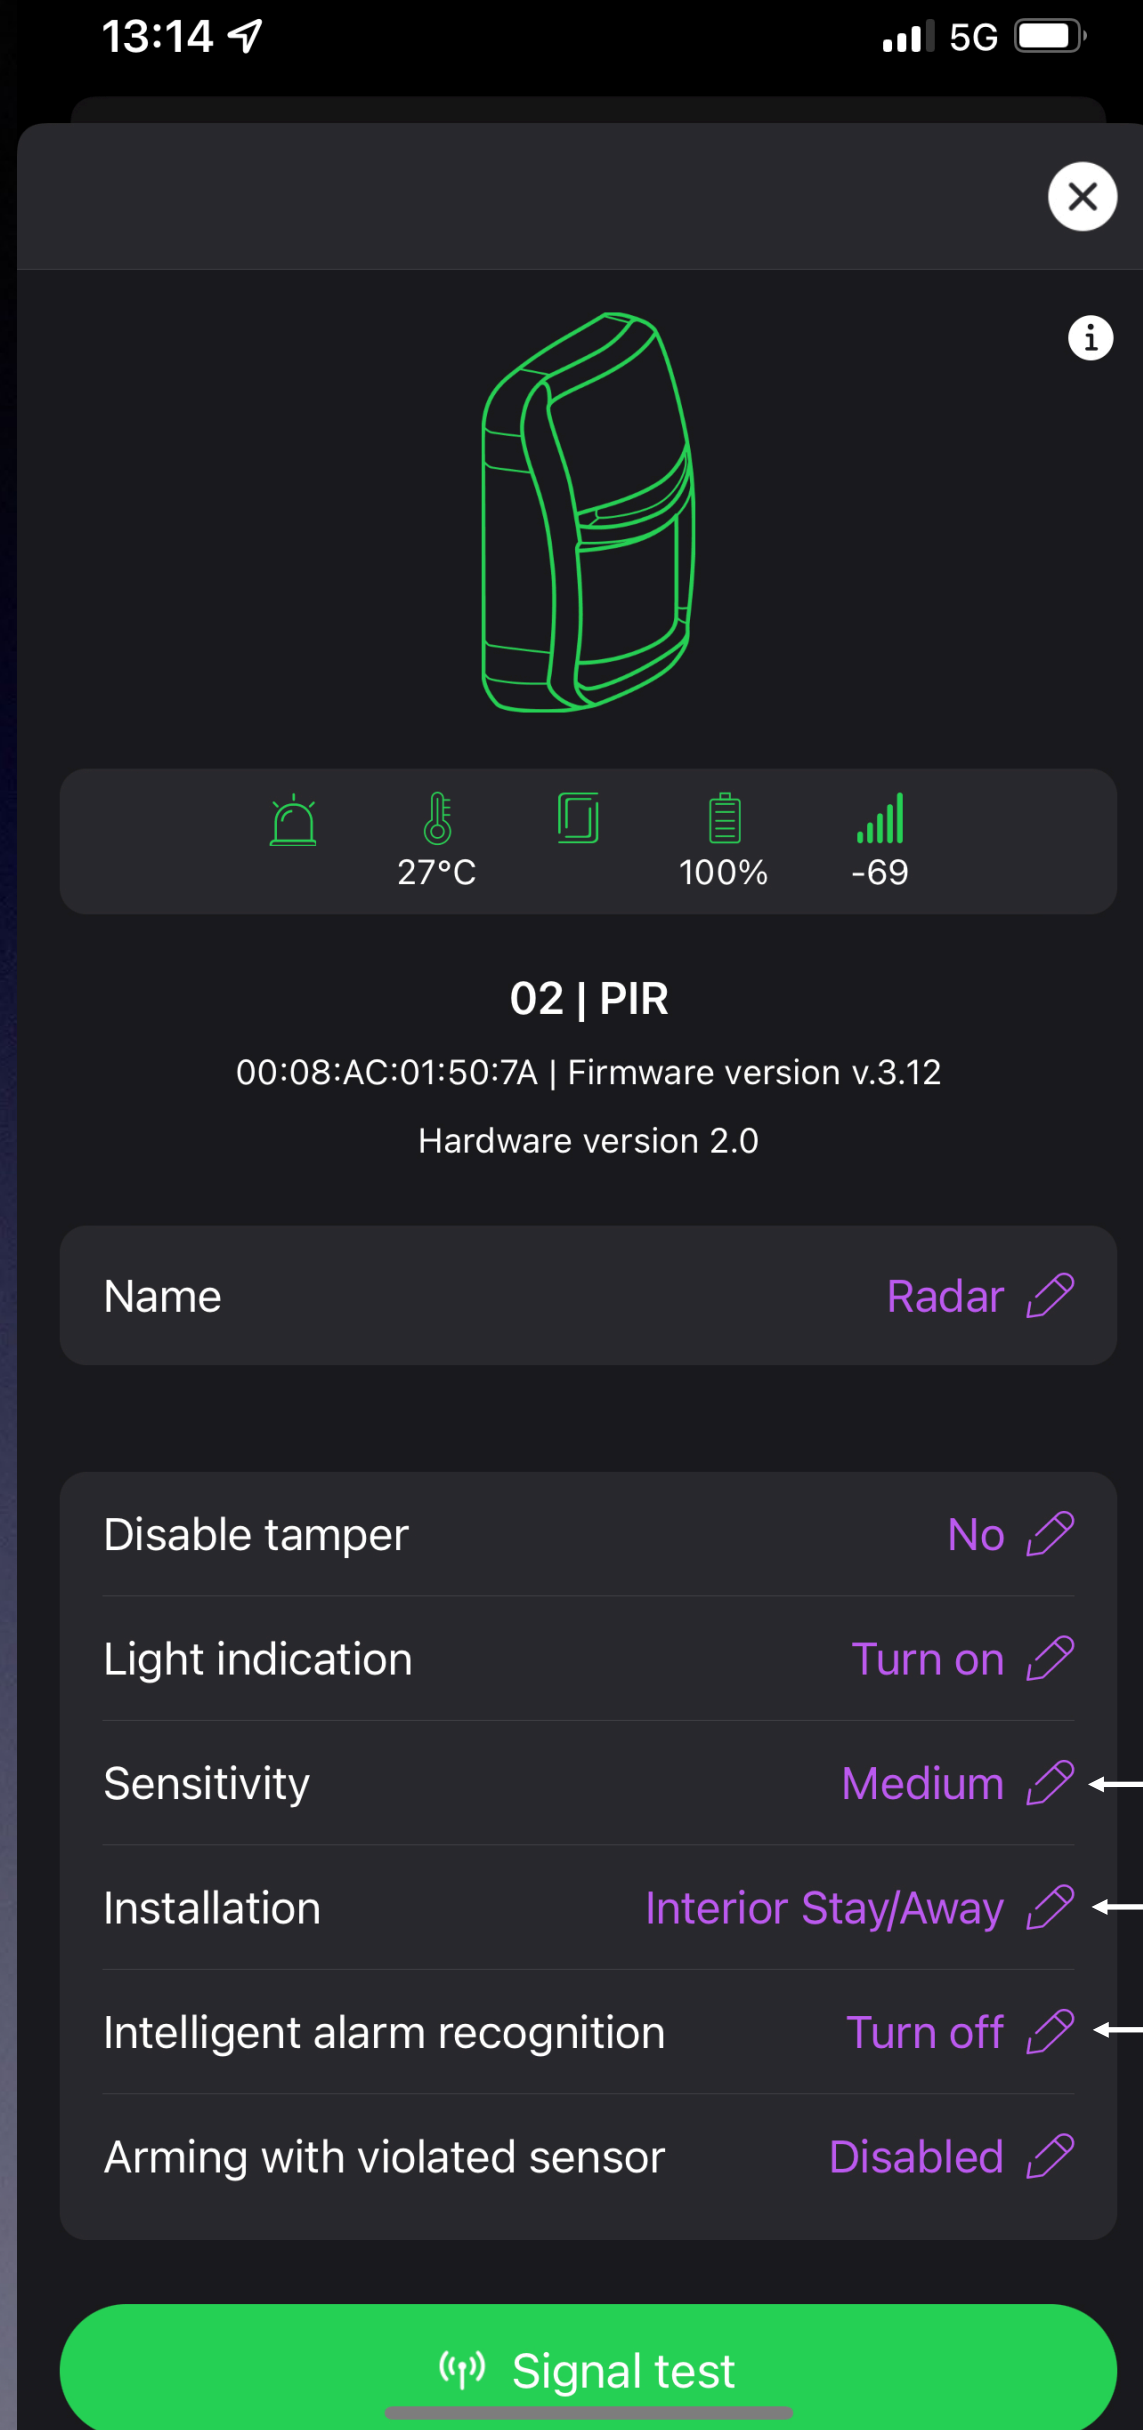 13:14
5G
27°C
100%
-69
02 | PIR
00:08:AC:01:50:7A | Firmware version v.3.12
Hardware version 2.0
Name Radar
Disable tamper No
Light indication Turn on
Sensitivity Medium
Installation Interior Stay/Away
Intelligent alarm recognition Turn off
Arming with violated sensor Disabled
Signal test